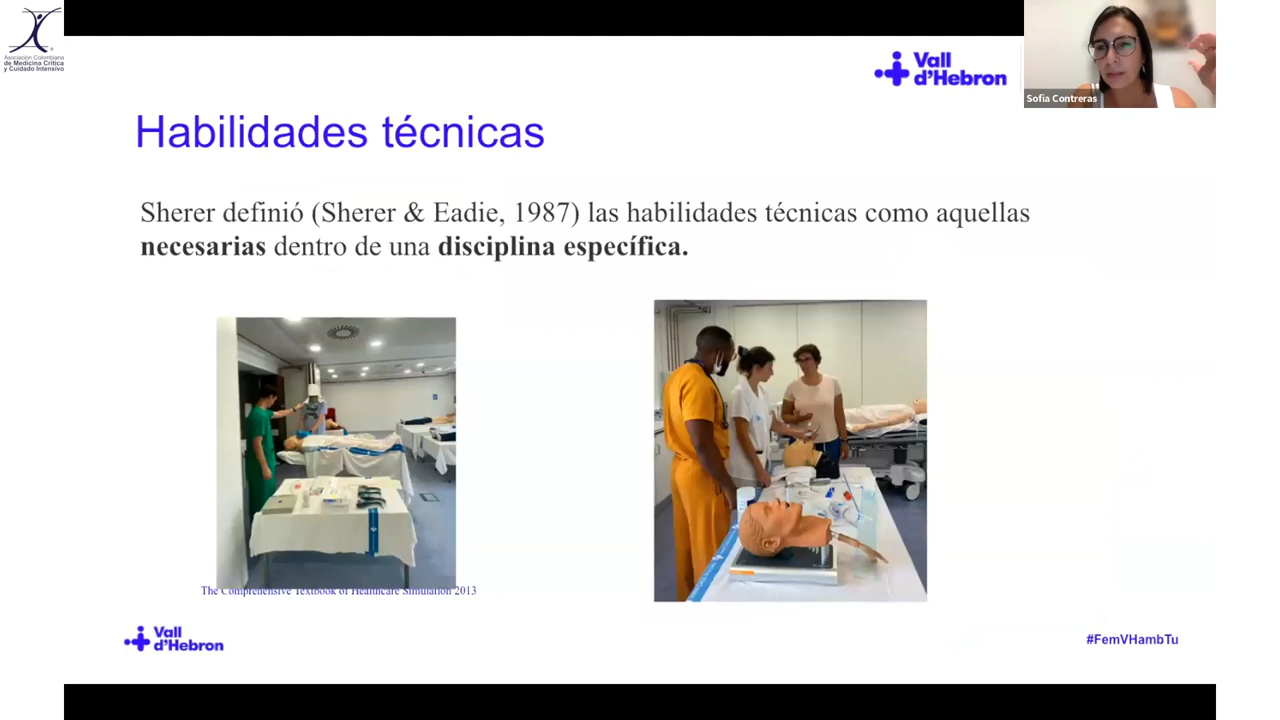 Asociación Colombiana
de Medicina Crítica
y Cuidado Intensivo
Vall
d'Hebron
Sofia Contreras
Habilidades técnicas
Sherer definió (Sherer & Eadie, 1987) las habilidades técnicas como aquellas
necesarias dentro de una disciplina específica.
The Comprehensive Textbook of Healthcare Simulation 2013
Vall
d'Hebron
#FemVHambTu